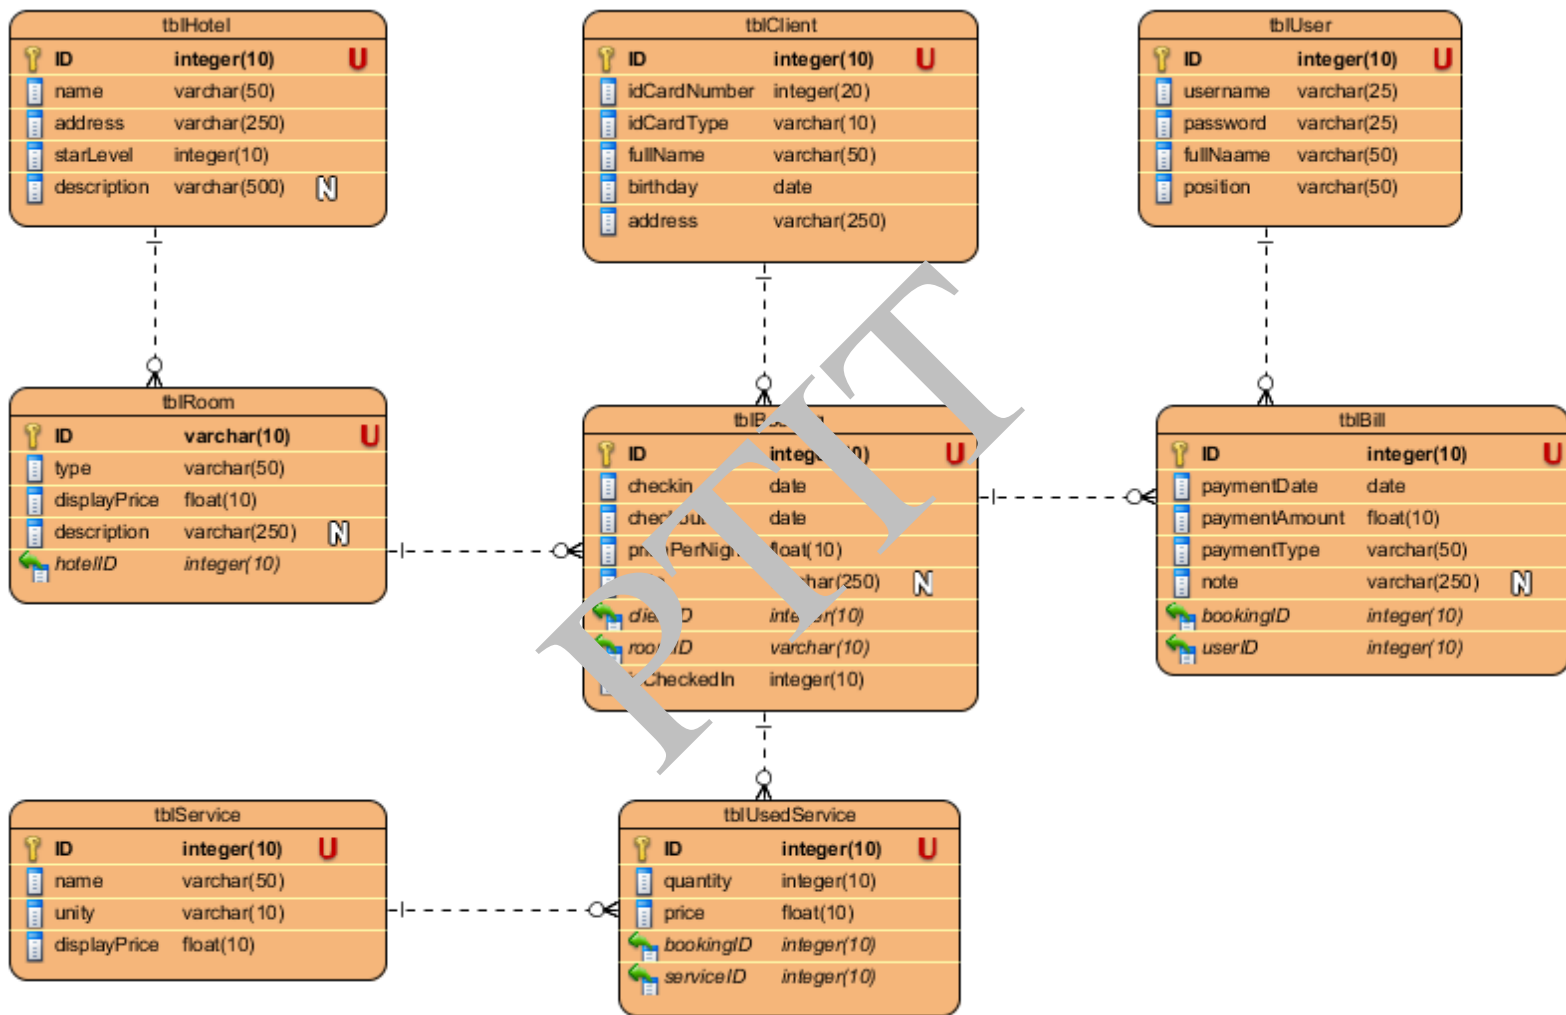 tblHotel
ID integer(10) U
name varchar(50)
address varchar(250)
starLevel integer(10)
description varchar(500) N
tblClient
ID integer(10) U
idCardNumber integer(20)
idCardType varchar(10)
fullName varchar(50)
birthday date
address varchar(250)
tblUser
ID integer(10) U
username varchar(25)
password varchar(25)
fullNaame varchar(50)
position varchar(50)
tblRoom
ID varchar(10) U
type varchar(50)
displayPrice float(10)
description varchar(250) N
hotelID integer(10)
ID U
checkin date
date
float(10)
N
integer(10)
varchar(10)
integer(10)
tblBill
ID integer(10) U
paymentDate date
paymentAmount float(10)
paymentType varchar(50)
note varchar(250) N
bookingID integer(10)
userID integer(10)
tblService
ID integer(10) U
name varchar(50)
unity varchar(10)
displayPrice float(10)
tblUsedService
ID integer(10) U
quantity integer(10)
price float(10)
bookingID integer(10)
serviceID integer(10)
PTIT